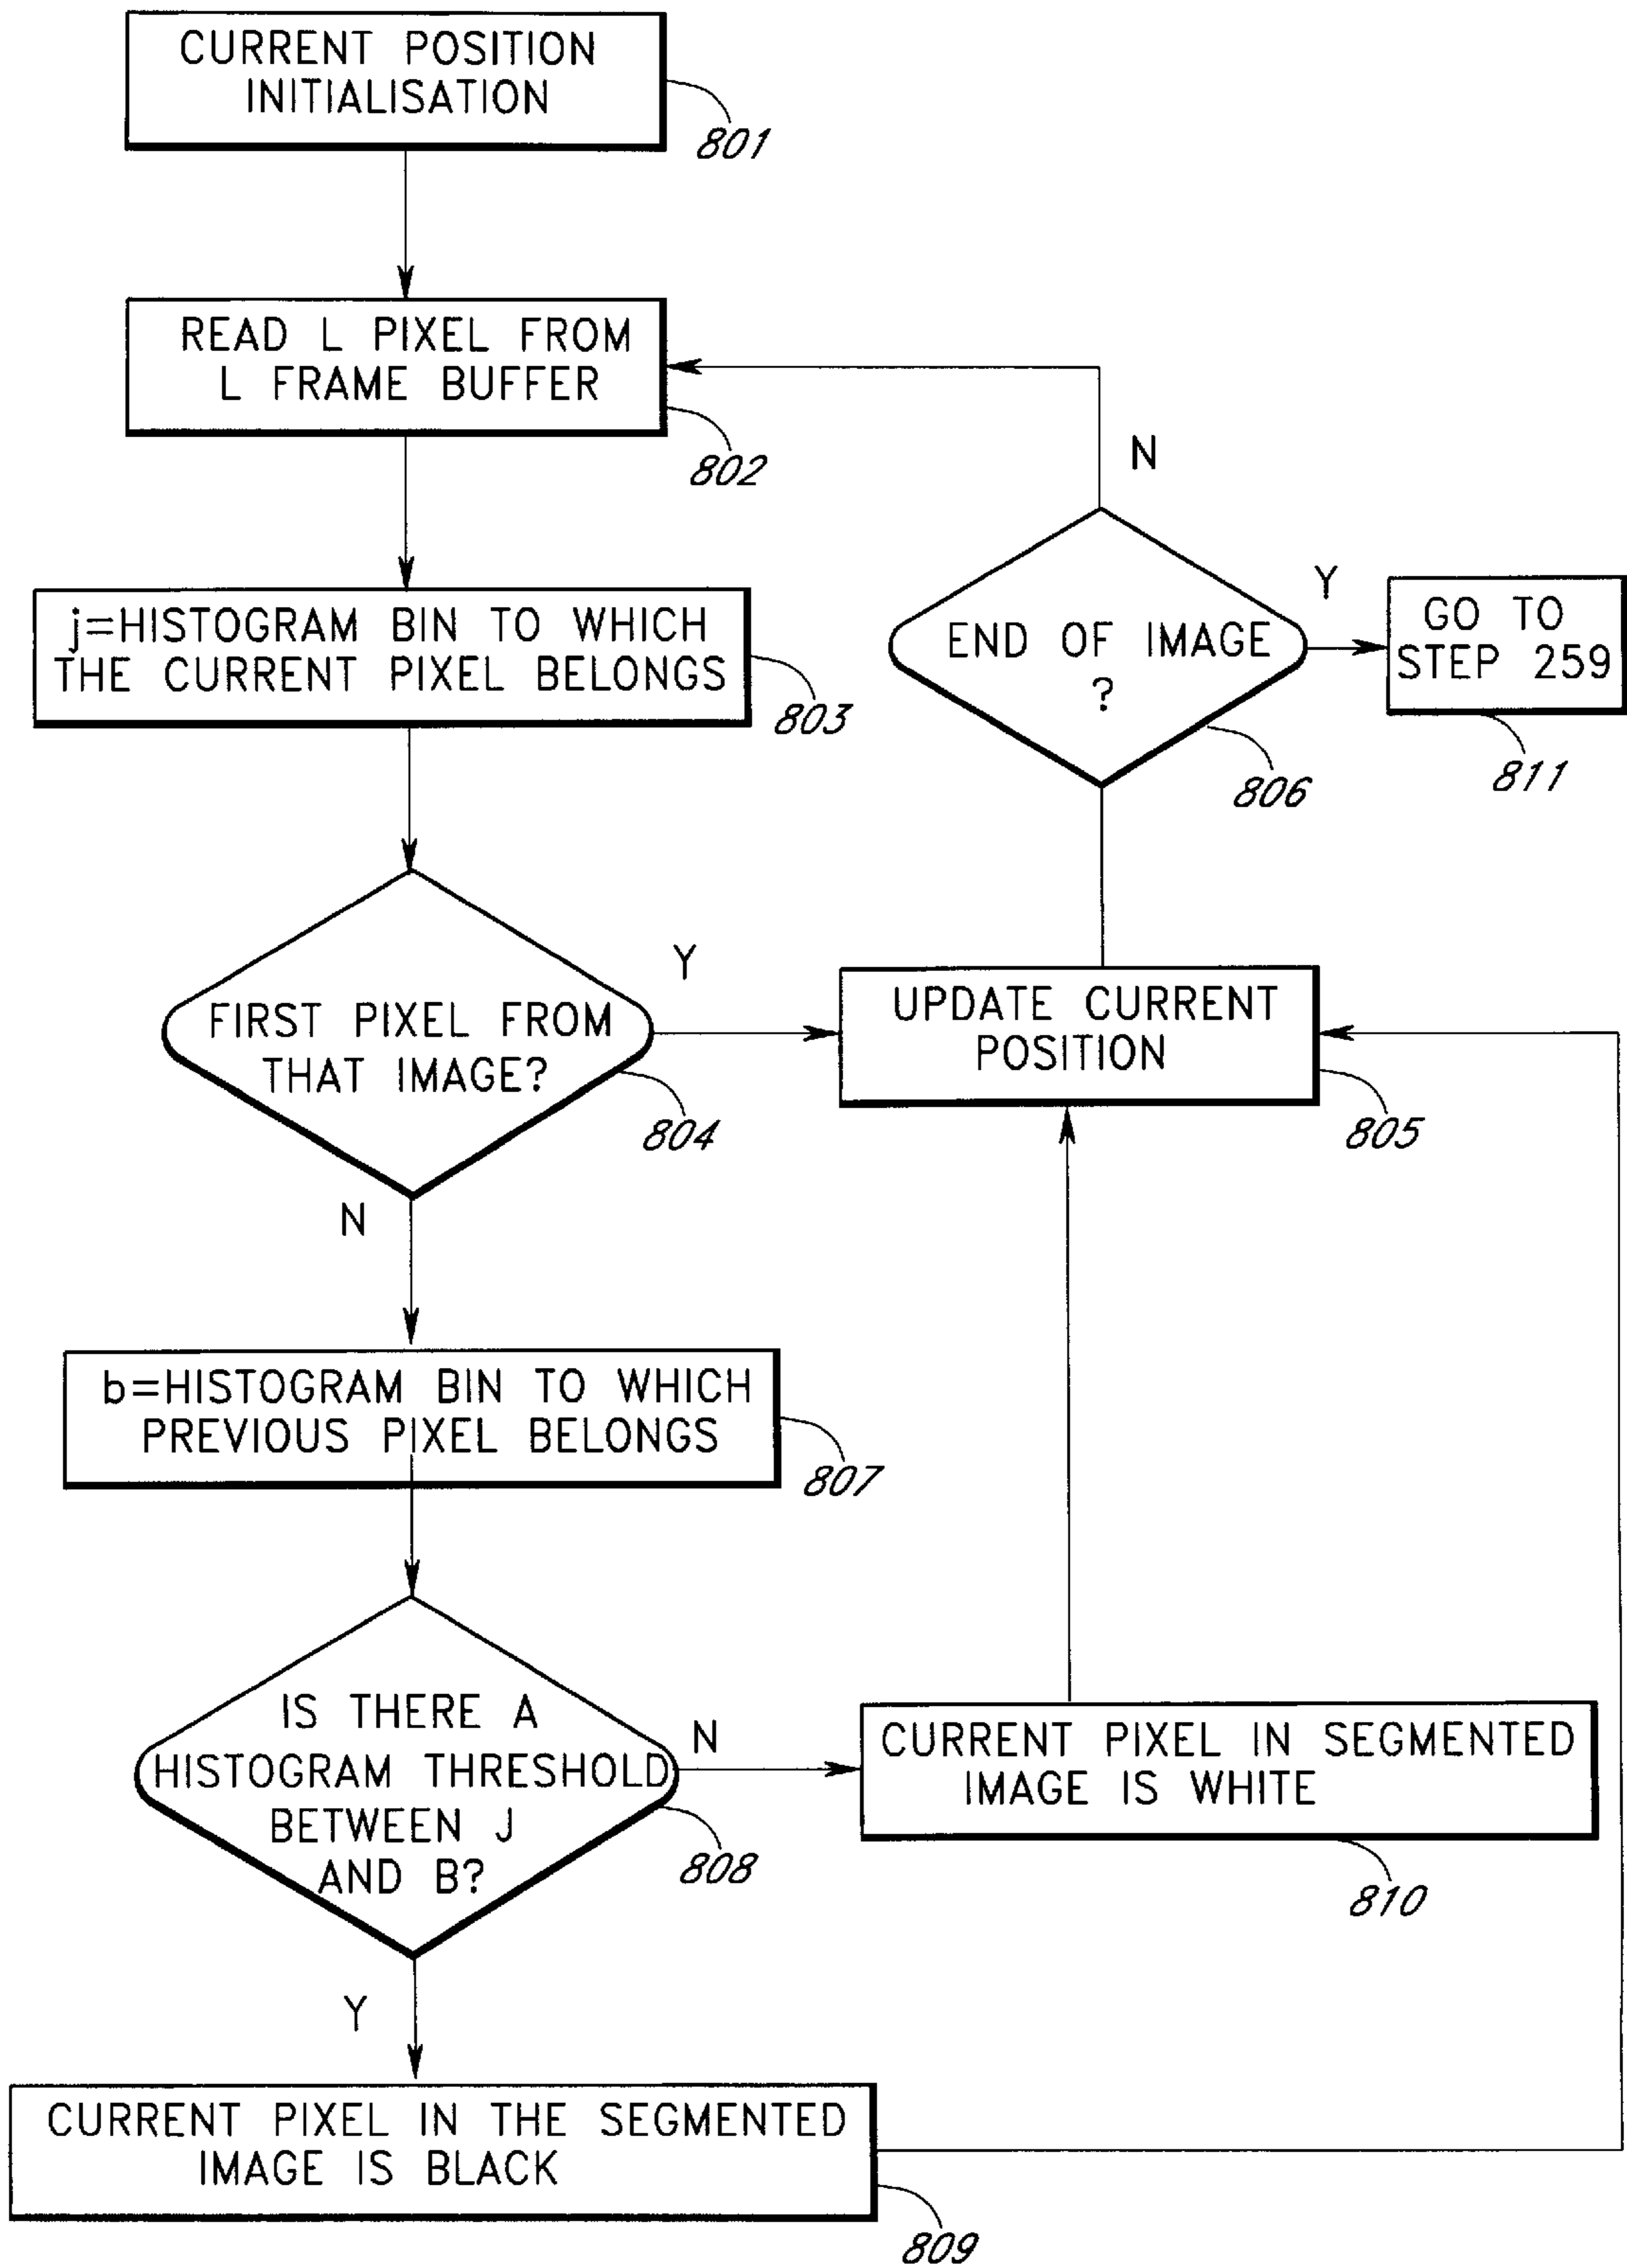 CURRENT POSITION
INITIALISATION
801
READ L PIXEL FROM
L FRAME BUFFER
802
N
j=HISTOGRAM BIN TO WHICH
THE CURRENT PIXEL BELONGS
803
END OF IMAGE
?
806
Y
GO TO
STEP 259
811
FIRST PIXEL FROM
THAT IMAGE?
804
Y
UPDATE CURRENT
POSITION
805
N
b=HISTOGRAM BIN TO WHICH
PREVIOUS PIXEL BELONGS
807
IS THERE A
HISTOGRAM THRESHOLD
BETWEEN J
AND B?
808
N
CURRENT PIXEL IN SEGMENTED
IMAGE IS WHITE
810
Y
CURRENT PIXEL IN THE SEGMENTED
IMAGE IS BLACK
809